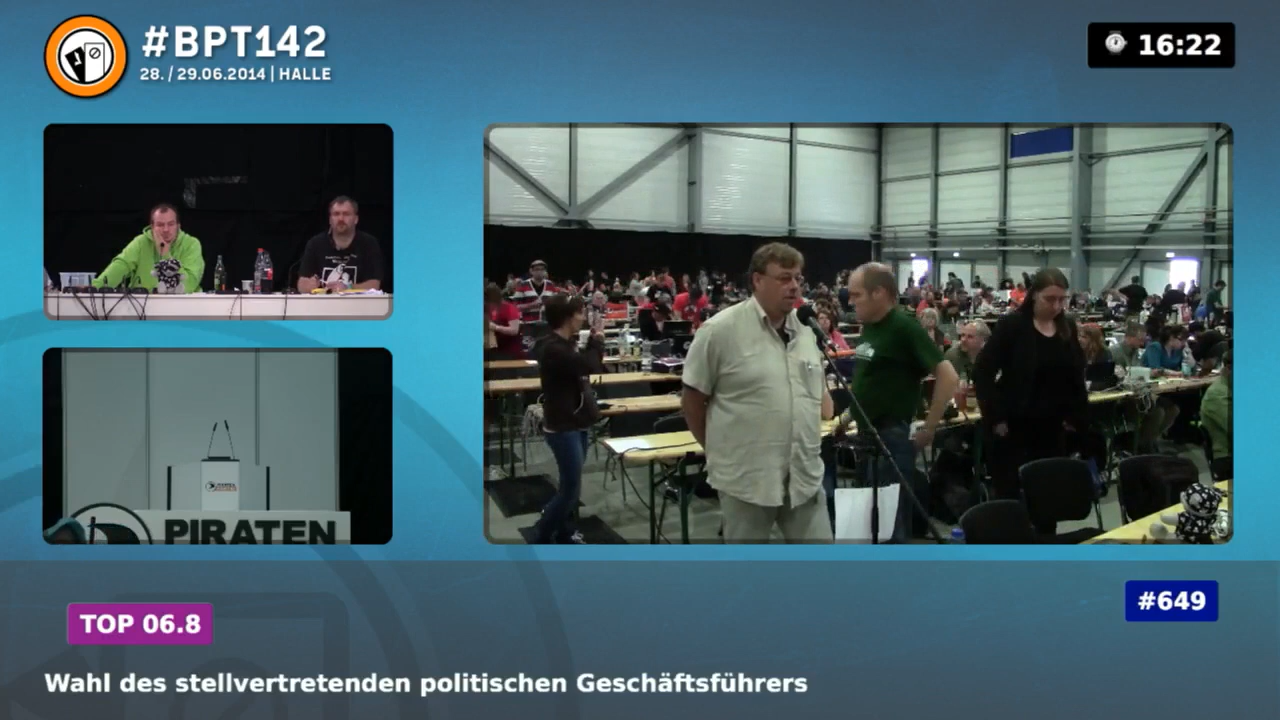 #BPT142
28. / 29.06.2014 | HALLE
16:22
PIRATEN
#649
TOP 06.8
Wahl des stellvertretenden politischen Geschäftsführers